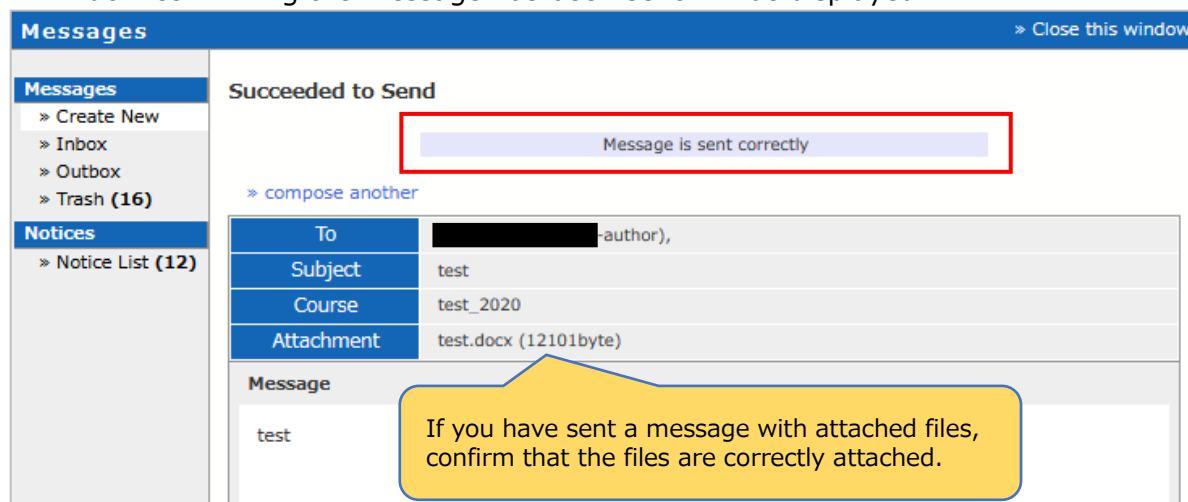 Messages
» Close this window
Messages
» Create New
» Inbox
» Outbox
» Trash (16)
Notices
» Notice List (12)
Succeeded to Send
Message is sent correctly
» compose another
To -author),
Subject test
Course test_2020
Attachment test.docx (12101byte)
Message
test
If you have sent a message with attached files,
confirm that the files are correctly attached.